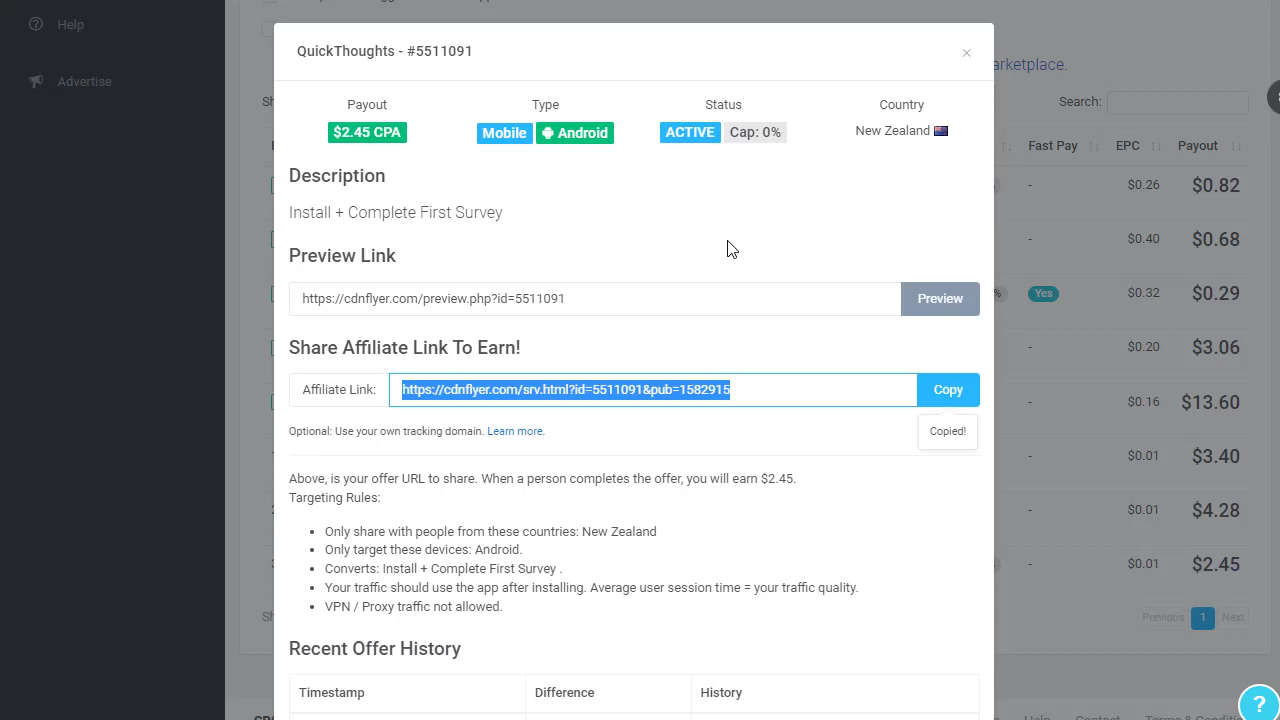 Help
QuickThoughts - #5511091
×
arketplace.
Advertise
Payout
Type
Status
Country
Search:
$2.45 CPA
Mobile
Android
ACTIVE
Cap: 0%
New Zealand
Fast Pay
EPC
Payout
Description
- $0.26 $0.82
Install + Complete First Survey
- $0.40 $0.68
Preview Link
https://cdnflyer.com/preview.php?id=5511091
Preview
% Yes $0.32 $0.29
Share Affiliate Link To Earn!
- $0.20 $3.06
Affiliate Link: https://cdnflyer.com/srv.html?id=5511091&pub=1582915 Copy
- $0.16 $13.60
Optional: Use your own tracking domain. Learn more.
Copied!
- $0.01 $3.40
Above, is your offer URL to share. When a person completes the offer, you will earn $2.45.
Targeting Rules:
- $0.01 $4.28
• Only share with people from these countries: New Zealand
• Only target these devices: Android.
• Converts: Install + Complete First Survey .
- $0.01 $2.45
• Your traffic should use the app after installing. Average user session time = your traffic quality.
• VPN / Proxy traffic not allowed.
Previous 1 Next
Recent Offer History
Timestamp
Difference
History
?